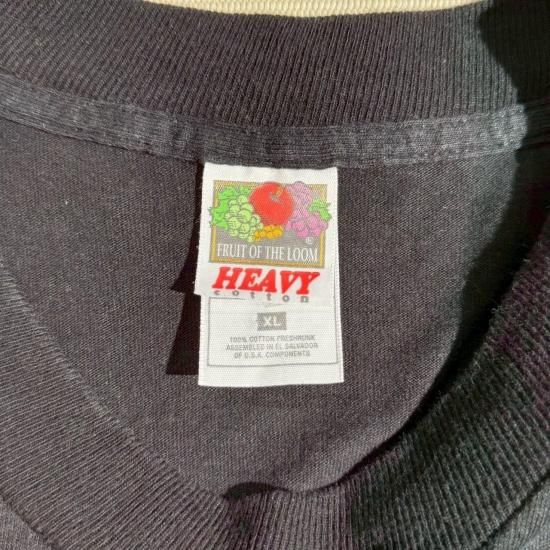 ®
FRUIT OF THE LOOM
HEAVY
cotton
XL
100% COTTON PRESHRUNK
ASSEMBLED IN EL SALVADOR
OF U.S.A. COMPONENTS